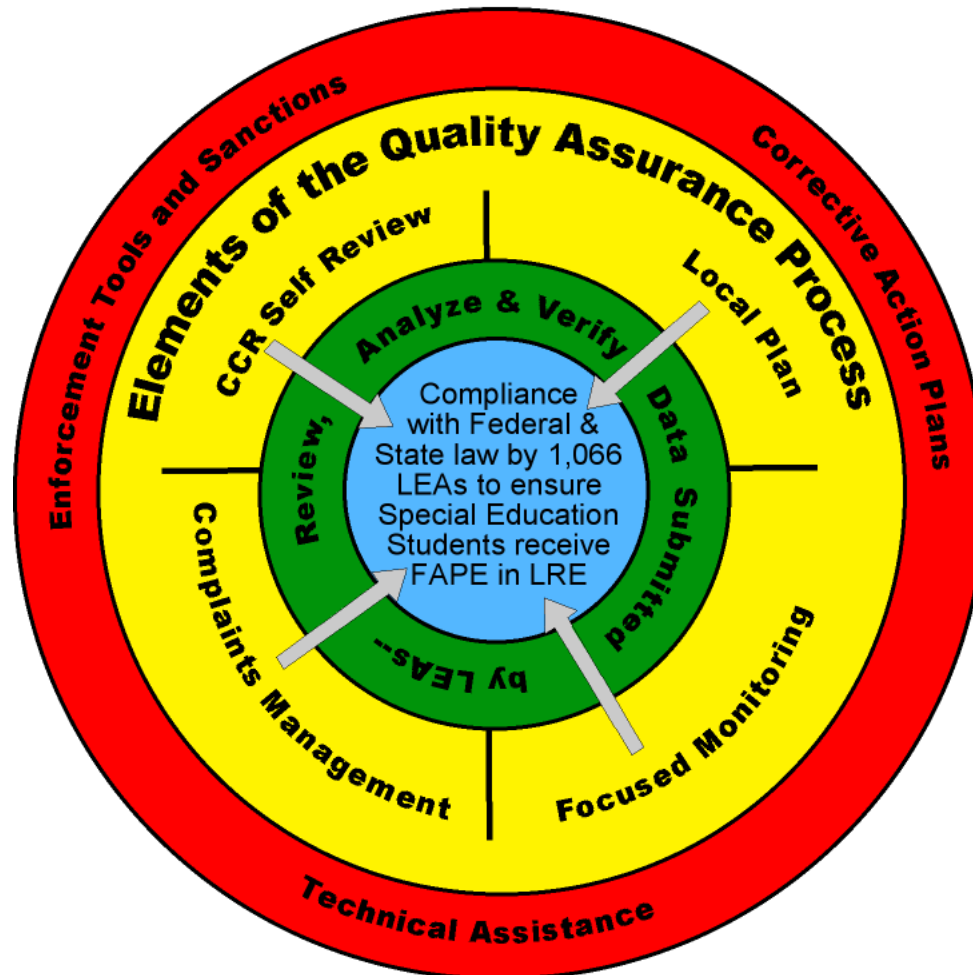 Enforcement Tools and Sanctions
Corrective Action Plans
Technical Assistance
Elements of the Quality Assurance Process
CCR Self Review
Local Plan
Complaints Management
Focused Monitoring
Review, Analyze & Verify Data Submitted by LEAs--
Compliance
with Federal &
State law by 1,066
LEAs to ensure
Special Education
Students receive
FAPE in LRE